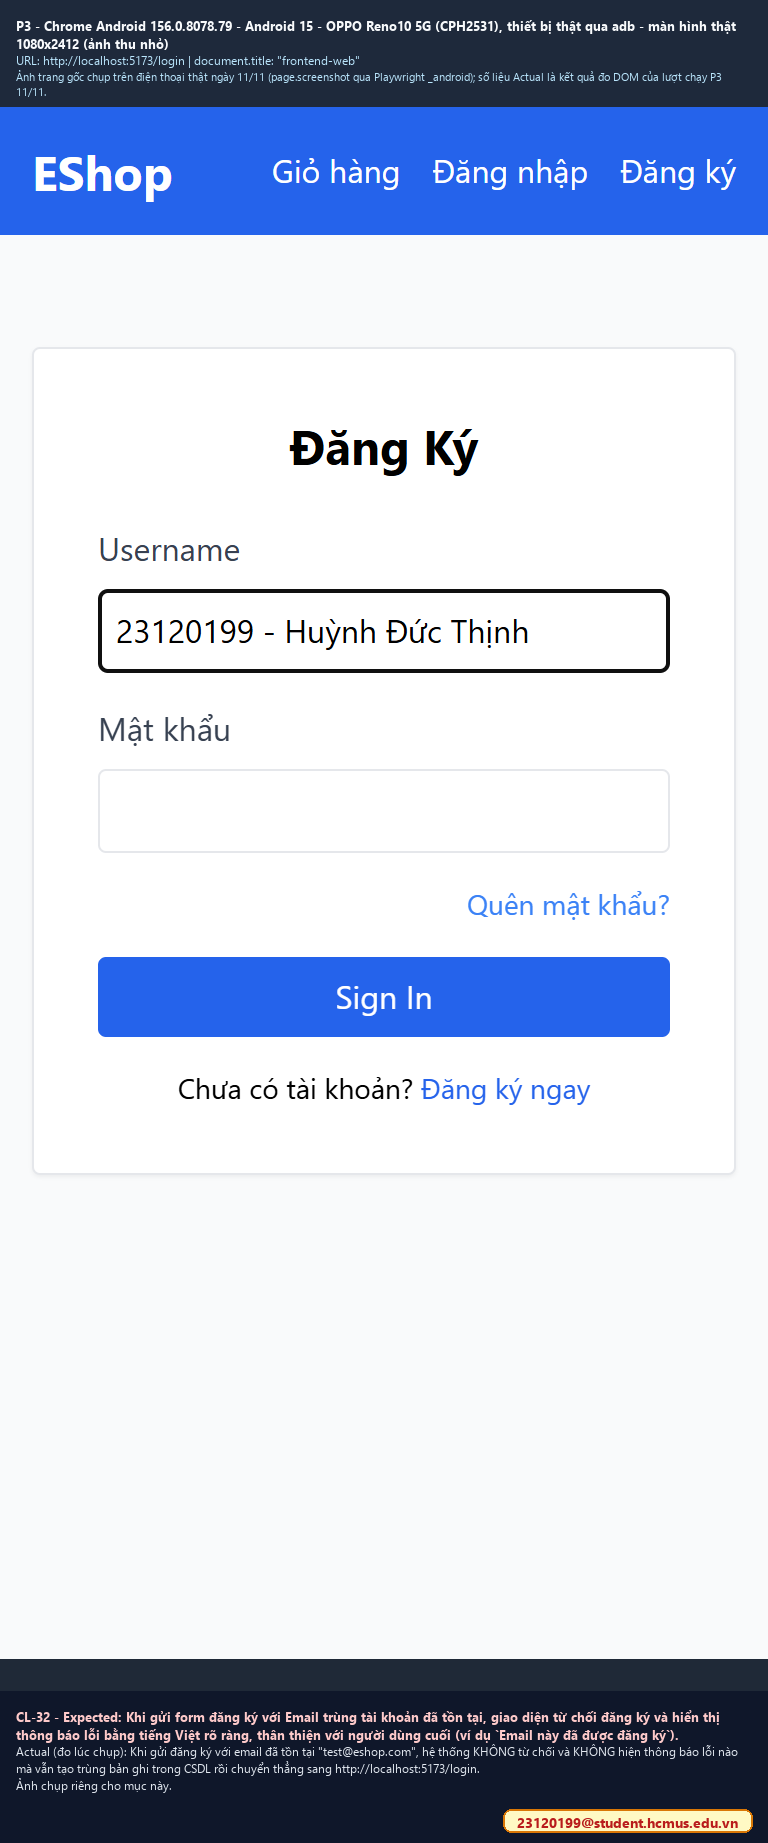 P3 - Chrome Android 156.0.8078.79 - Android 15 - OPPO Reno10 5G (CPH2531), thiết bị thật qua adb - màn hình thật
1080x2412 (ảnh thu nhỏ)
URL: http://localhost:5173/login | document.title: "frontend-web"
Ảnh trang gốc chụp trên điện thoại thật ngày 11/11 (page.screenshot qua Playwright _android); số liệu Actual là kết quả đo DOM của lượt chạy P3
11/11.
EShop
Giỏ hàng
Đăng nhập
Đăng ký
Đăng Ký
Username
23120199 - Huỳnh Đức Thịnh
Mật khẩu
Quên mật khẩu?
Sign In
Chưa có tài khoản? Đăng ký ngay
CL-32 - Expected: Khi gửi form đăng ký với Email trùng tài khoản đã tồn tại, giao diện từ chối đăng ký và hiển thị
thông báo lỗi bằng tiếng Việt rõ ràng, thân thiện với người dùng cuối (ví dụ `Email này đã được đăng ký`).
Actual (đo lúc chụp): Khi gửi đăng ký với email đã tồn tại "test@eshop.com", hệ thống KHÔNG từ chối và KHÔNG hiện thông báo lỗi nào
mà vẫn tạo trùng bản ghi trong CSDL rồi chuyển thẳng sang http://localhost:5173/login.
Ảnh chụp riêng cho mục này.
23120199@student.hcmus.edu.vn